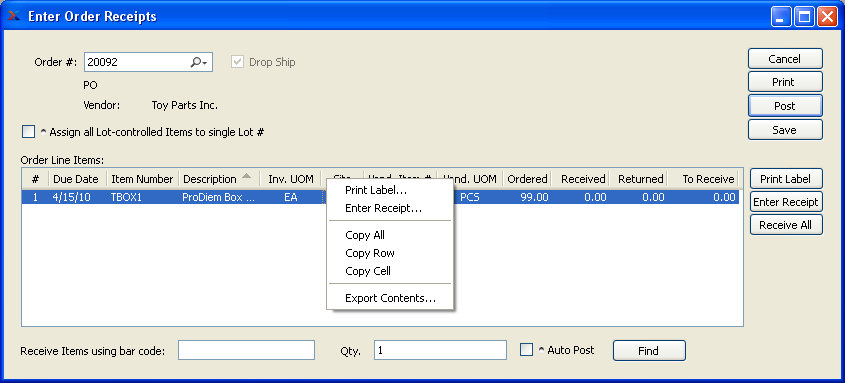 Enter Order Receipts
Order #: 20092 Drop Ship Cancel
PO Print
Vendor: Toy Parts Inc. Post
^ Assign all Lot-controlled Items to single Lot # Save
Order Line Items:
# Due Date Item Number Description Inv. UOM Site Vend. Item # Vend. UOM Ordered Received Returned To Receive Print Label
1 4/15/10 TBOX1 ProDiem Box ... EA PCS 99.00 0.00 0.00 0.00 Enter Receipt
Receive All
Print Label...
Enter Receipt...
Copy All
Copy Row
Copy Cell
Export Contents...
Receive Items using bar code: Qty. 1 ^ Auto Post Find